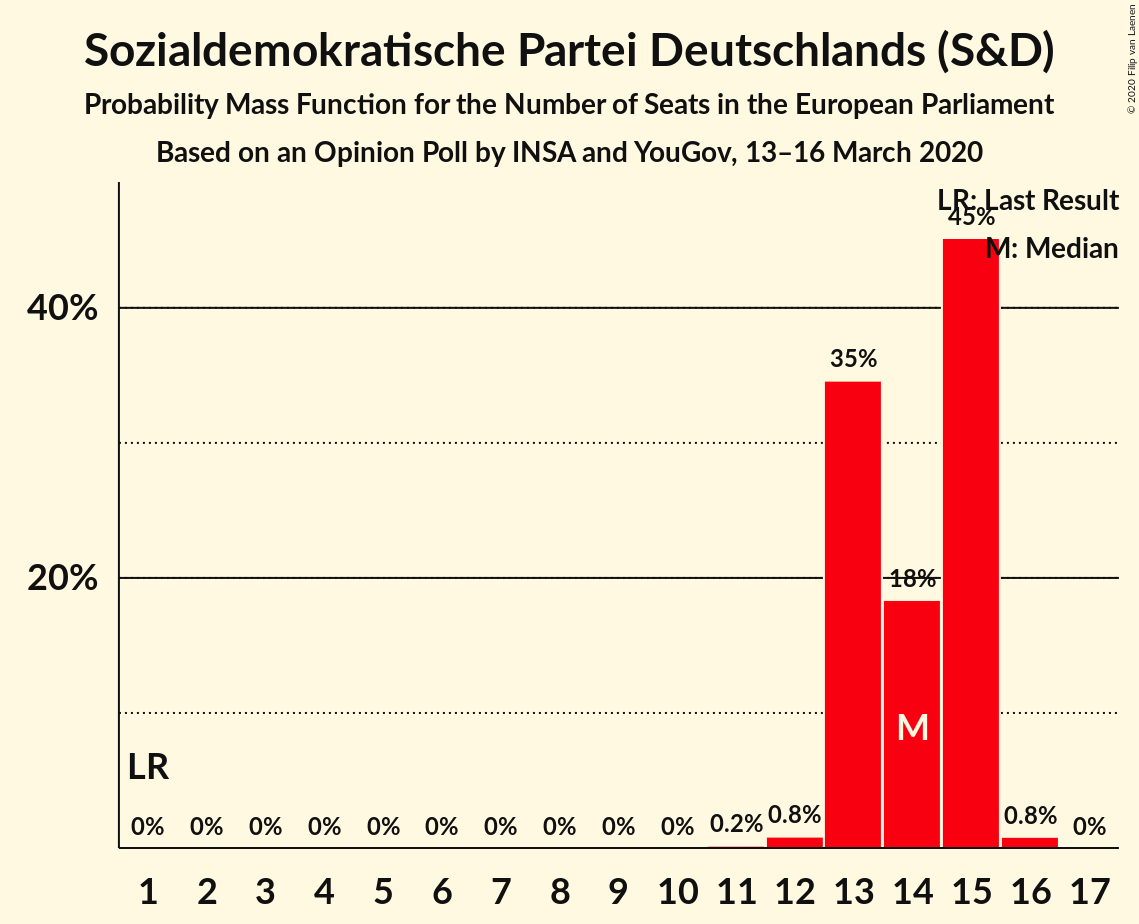 Sozialdemokratische Partei Deutschlands (S&D)
Probability Mass Function for the Number of Seats in the European Parliament
Based on an Opinion Poll by INSA and YouGov, 13–16 March 2020
© 2020 Filip van Laenen
LR: Last Result
M: Median
45%
40%
35%
20%
18%
M
LR
0% 0% 0% 0% 0% 0% 0% 0% 0% 0% 0.2% 0.8% 0.8% 0%
1 2 3 4 5 6 7 8 9 10 11 12 13 14 15 16 17